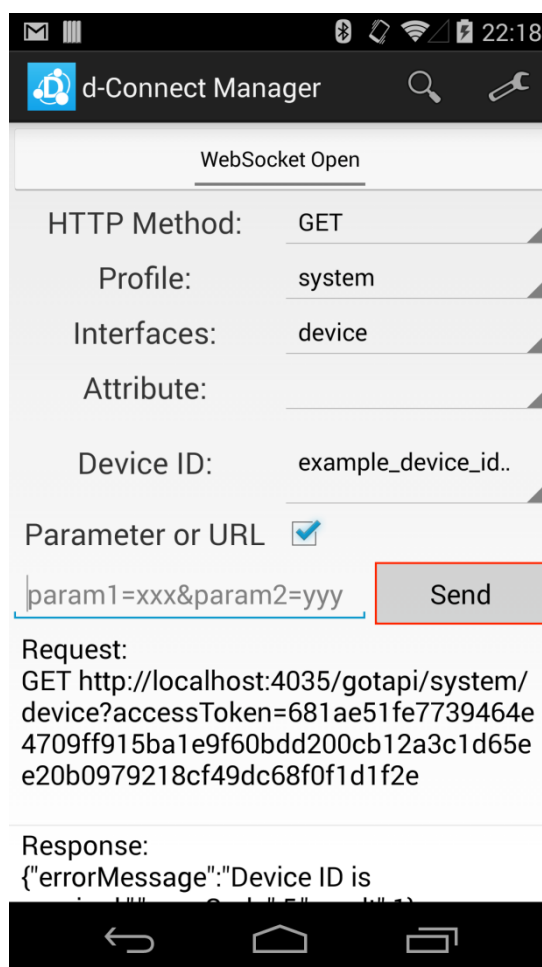 22:18
d-Connect Manager
WebSocket Open
HTTP Method: GET
Profile: system
Interfaces: device
Attribute:
Device ID: example_device_id..
Parameter or URL
param1=xxx&param2=yyy Send
Request:
GET http://localhost:4035/gotapi/system/
device?accessToken=681ae51fe7739464e
4709ff915ba1e9f60bdd200cb12a3c1d65e
e20b0979218cf49dc68f0f1d1f2e
Response:
{"errorMessage":"Device ID is